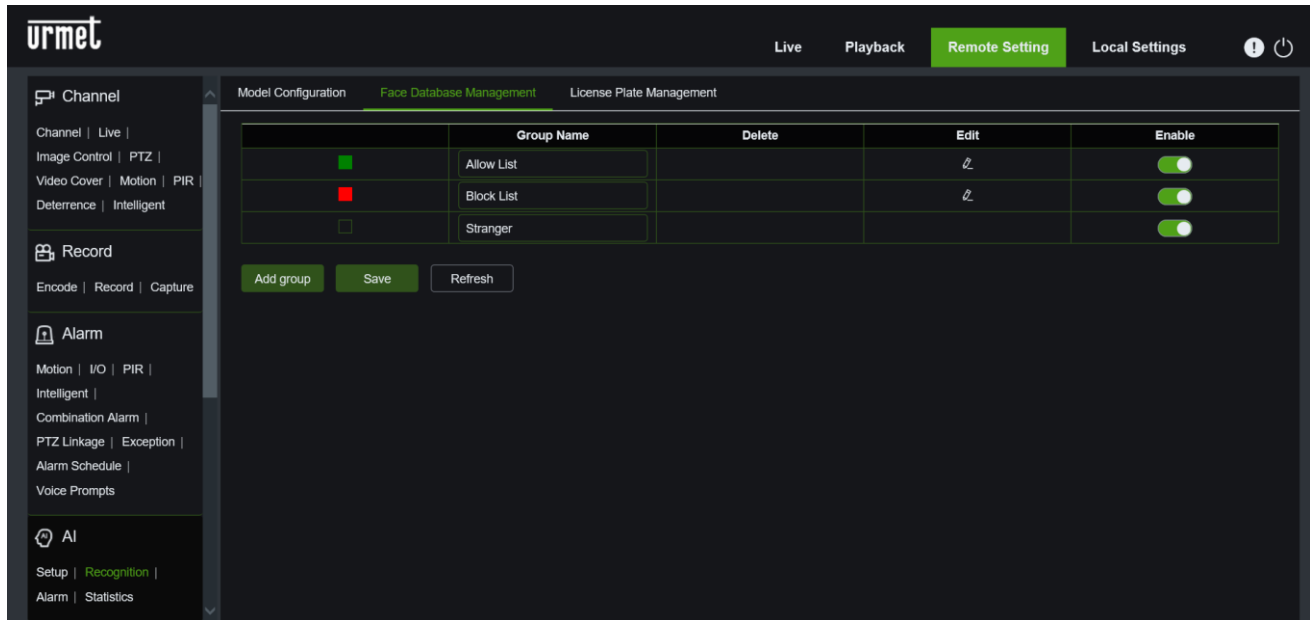 urmet
Live Playback Remote Setting Local Settings
Channel
Channel | Live |
Image Control | PTZ |
Video Cover | Motion | PIR |
Deterrence | Intelligent
Record
Encode | Record | Capture
Alarm
Motion | I/O | PIR |
Intelligent |
Combination Alarm |
PTZ Linkage | Exception |
Alarm Schedule |
Voice Prompts
AI
Setup | Recognition |
Alarm | Statistics
Model Configuration Face Database Management License Plate Management
Group Name Delete Edit Enable
Allow List
Block List
Stranger
Add group Save Refresh